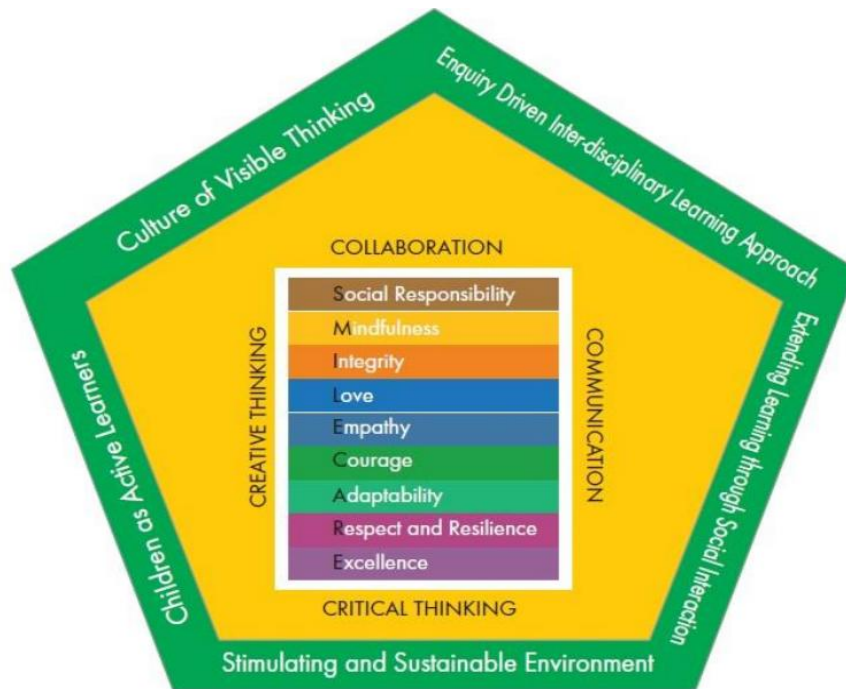 Culture of Visible Thinking
Enquiry Driven Inter-disciplinary Learning Approach
COLLABORATION
CREATIVE THINKING
Social Responsibility
Mindfulness
Integrity
Love
Empathy
Courage
Adaptability
Respect and Resilience
Excellence
COMMUNICATION
CRITICAL THINKING
Children as Active Learners
Extending Learning through Social Interaction
Stimulating and Sustainable Environment